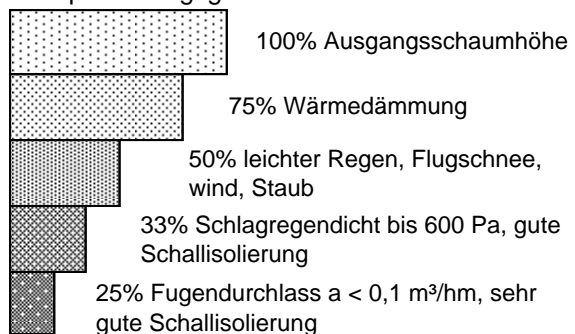 100% Ausgangsschaumhöhe
75% Wärmedämmung
50% leichter Regen, Flugschnee,
wind, Staub
33% Schlagregendicht bis 600 Pa, gute
Schallisolierung
25% Fugendurchlass a < 0,1 m³/hm, sehr
gute Schallisolierung